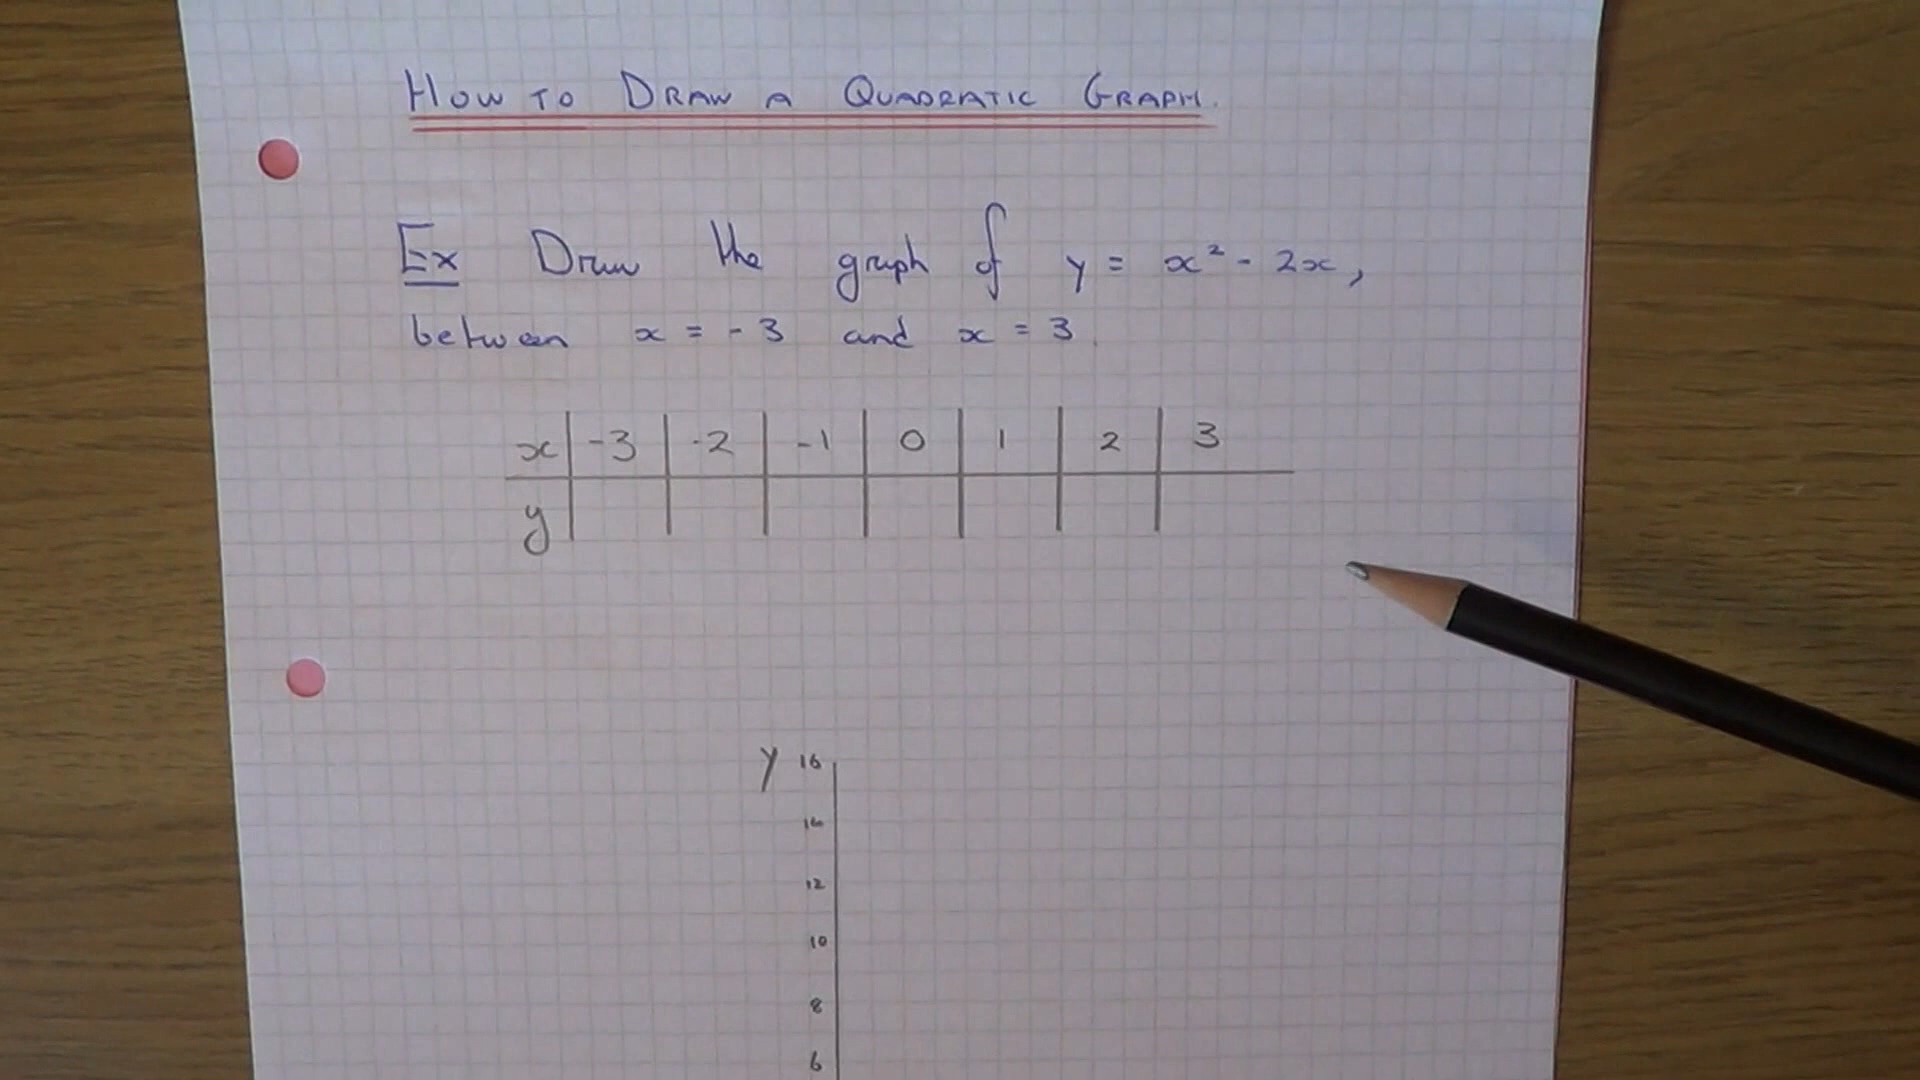 HOW TO DRAW A QUADRATIC GRAPH.
Ex Draw the graph of y = x² - 2x,
between x = -3 and x = 3.
x -3 -2 -1 0 1 2 3
y
y 16
14
12
10
8
6